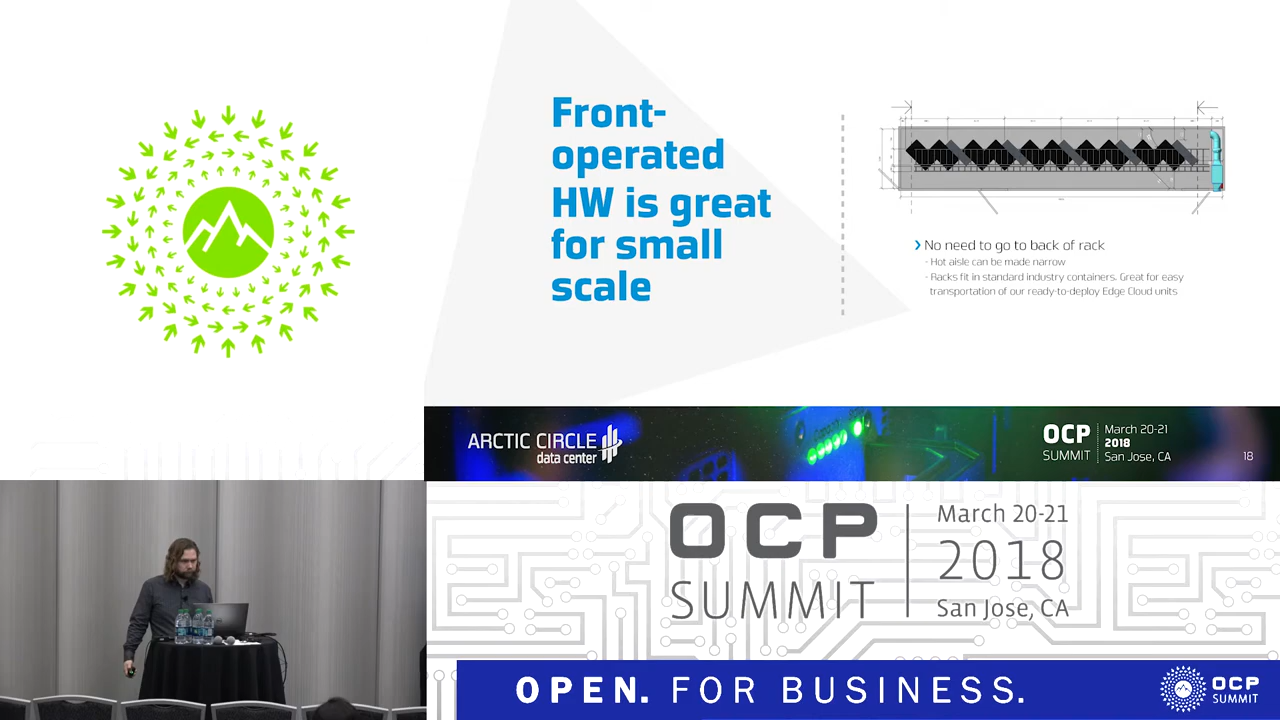 Front-
operated
HW is great
for small
scale
No need to go to back of rack
- Hot aisle can be made narrow
- Racks fit in standard industry containers. Great for easy
transportation of our ready-to-deploy Edge Cloud units
ARCTIC CIRCLE
data center
OCP
SUMMIT
March 20-21
2018
San Jose, CA
18
OCP
SUMMIT
March 20-21
2018
San Jose, CA
OPEN. FOR BUSINESS.
OCP
SUMMIT